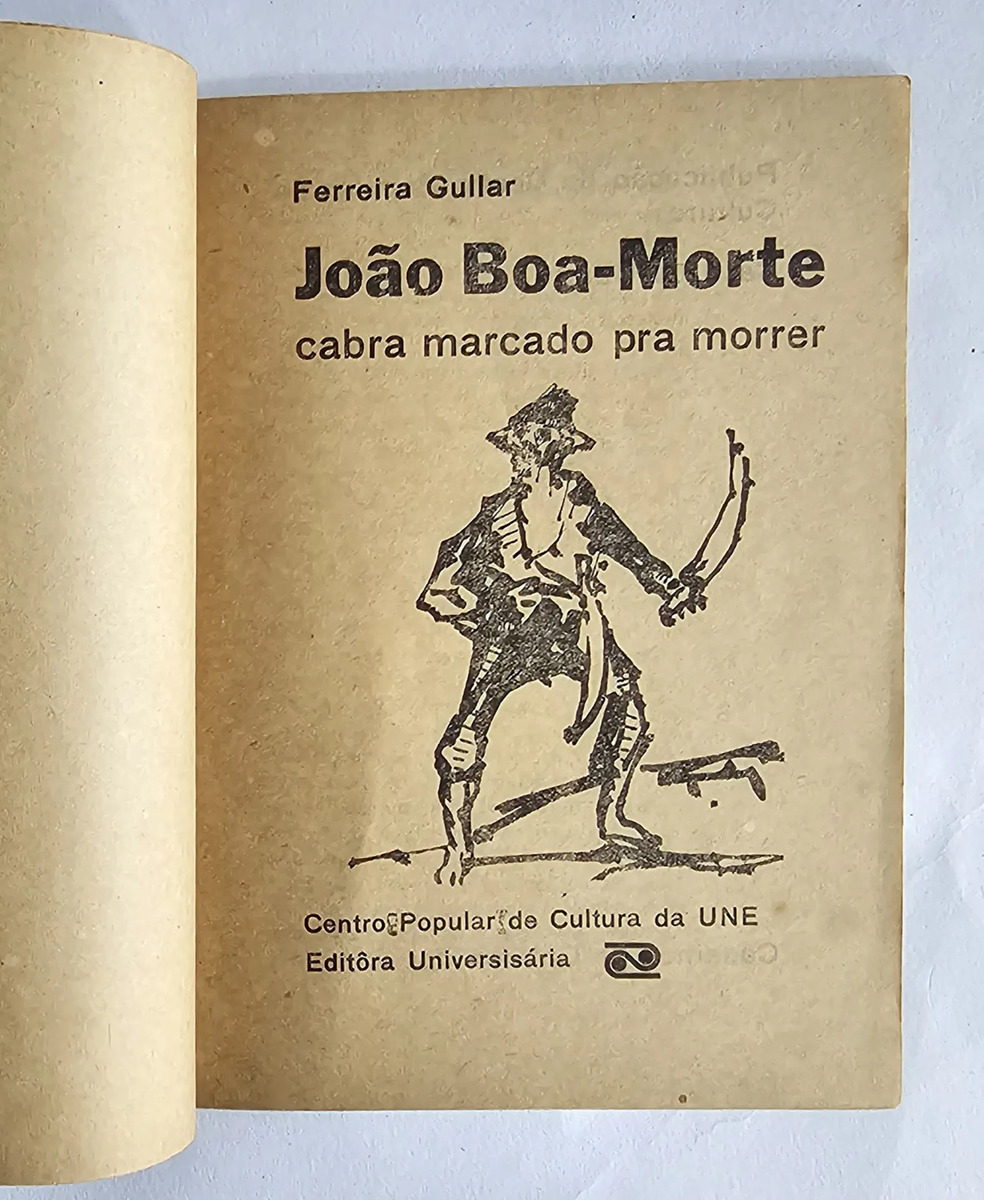 Ferreira Gullar
João Boa-Morte
cabra marcado pra morrer
Centro Popular de Cultura da UNE
Editôra Universisária